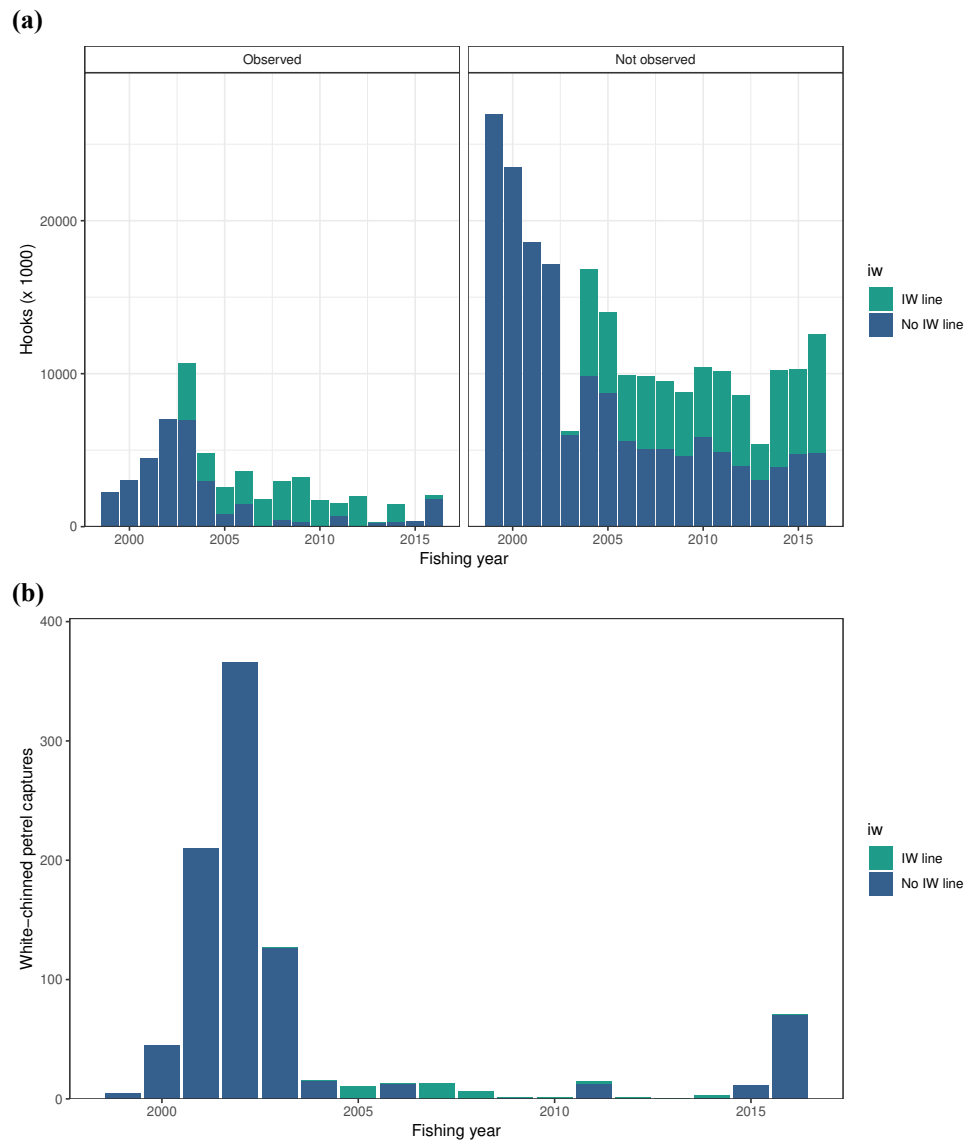 (a)
Observed
Not observed
20000
10000
0
Hooks (x 1000)
2000
2005
2010
2015
2000
2005
2010
2015
Fishing year
iw
IW line
No IW line
(b)
400
300
200
100
0
White−chinned petrel captures
2000
2005
2010
2015
Fishing year
iw
IW line
No IW line